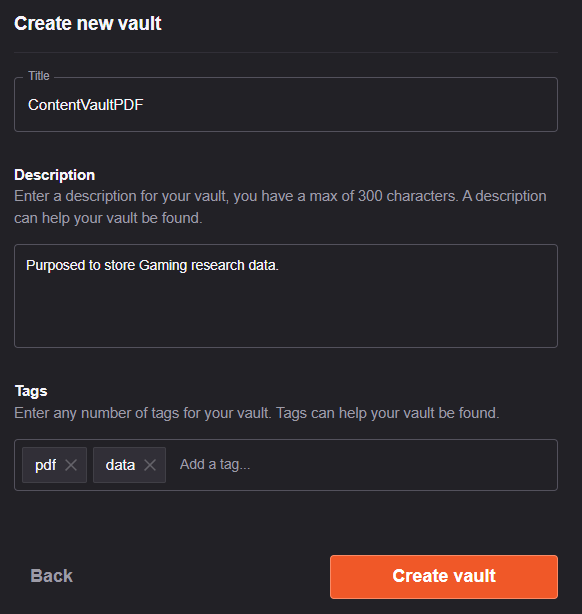 Create new vault
Title
ContentVaultPDF
Description
Enter a description for your vault, you have a max of 300 characters. A description
can help your vault be found.
Purposed to store Gaming research data.
Tags
Enter any number of tags for your vault. Tags can help your vault be found.
pdf data Add a tag...
Back Create vault